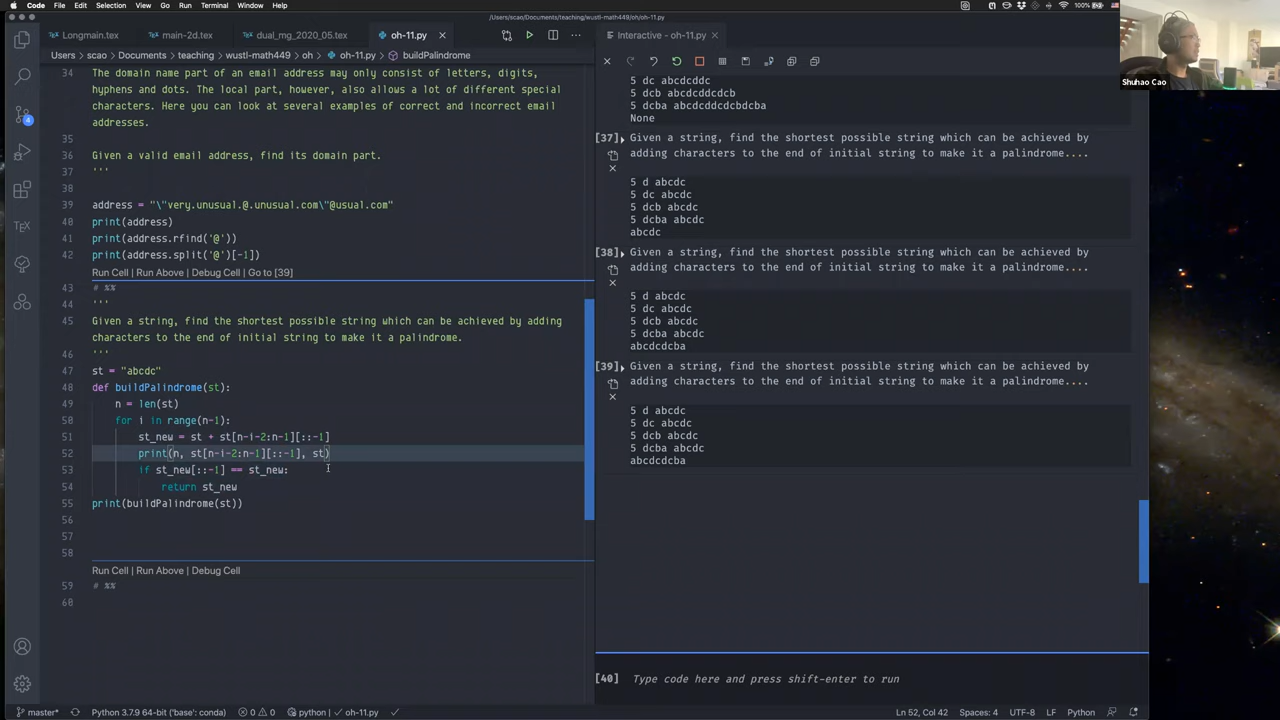 Code File Edit Selection View Go Run Terminal Window Help 100%
/Users/scao/Documents/teaching/wustl-math449/oh/oh-11.py
Longmain.tex main-2d.tex dual_mg_2020_05.tex oh-11.py
Interactive - oh-11.py
Users > scao > Documents > teaching > wustl-math449 > oh > oh-11.py > buildPalindrome
34 The domain name part of an email address may only consist of letters, digits,
hyphens and dots. The local part, however, also allows a lot of different special
characters. Here you can look at several examples of correct and incorrect email
addresses.
35
36 Given a valid email address, find its domain part.
37 '''
38
39 address = "\"very.unusual.@.unusual.com\"@usual.com"
40 print(address)
41 print(address.rfind('@'))
42 print(address.split('@')[-1])
Run Cell | Run Above | Debug Cell | Go to [39]
43 # %%
44 '''
45 Given a string, find the shortest possible string which can be achieved by adding
characters to the end of initial string to make it a palindrome.
46 '''
47 st = "abcdc"
48 def buildPalindrome(st):
49 n = len(st)
50 for i in range(n-1):
51 st_new = st + st[n-i-2:n-1][::-1]
52 print(n, st[n-i-2:n-1][::-1], st)
53 if st_new[::-1] == st_new:
54 return st_new
55 print(buildPalindrome(st))
56
57
58
Run Cell | Run Above | Debug Cell
59 # %%
60
5 dc abcdcddc
5 dcb abcdcddcdcb
5 dcba abcdcddcdcbdcba
None
[37] Given a string, find the shortest possible string which can be achieved by
adding characters to the end of initial string to make it a palindrome....
5 d abcdc
5 dc abcdc
5 dcb abcdc
5 dcba abcdc
abcdc
[38] Given a string, find the shortest possible string which can be achieved by
adding characters to the end of initial string to make it a palindrome....
5 d abcdc
5 dc abcdc
5 dcb abcdc
5 dcba abcdc
abcdcdcba
[39] Given a string, find the shortest possible string which can be achieved by
adding characters to the end of initial string to make it a palindrome....
5 d abcdc
5 dc abcdc
5 dcb abcdc
5 dcba abcdc
abcdcdcba
[40] Type code here and press shift-enter to run
Shuhao Cao
4
TEX
master* Python 3.7.9 64-bit ('base': conda) 0 0 python | oh-11.py Ln 52, Col 42 Spaces: 4 UTF-8 LF Python